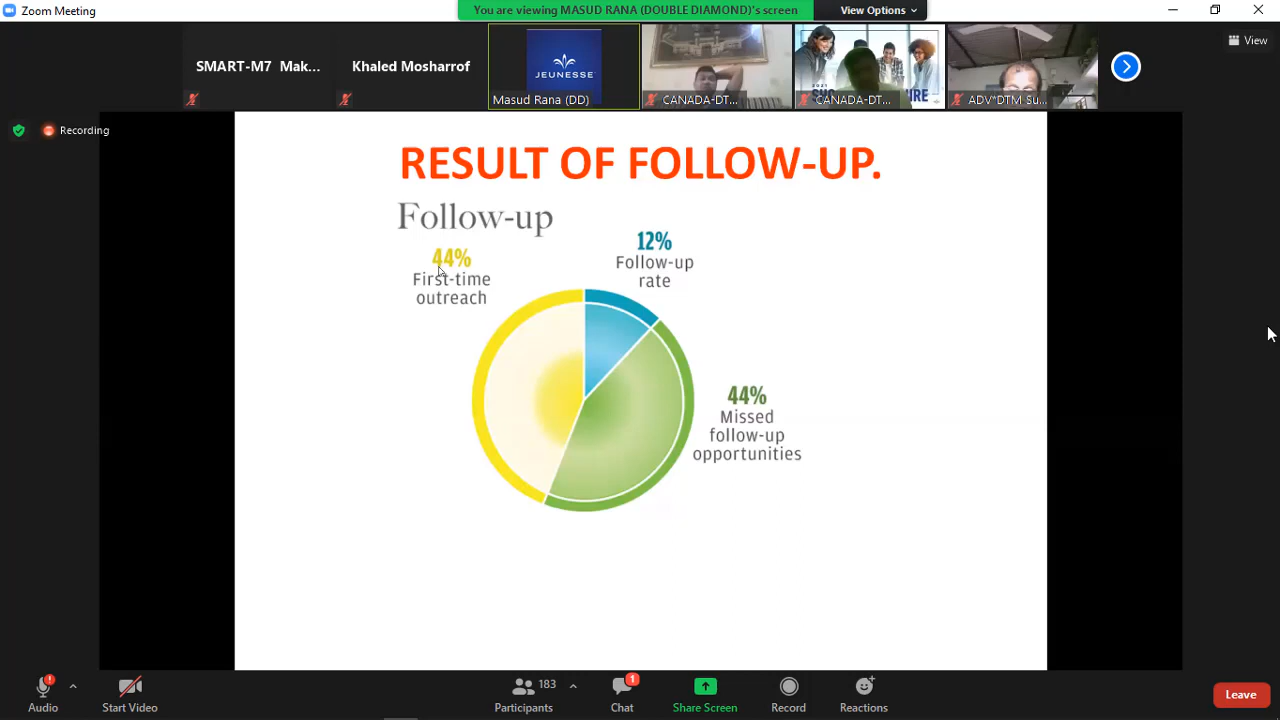 Zoom Meeting
You are viewing MASUD RANA (DOUBLE DIAMOND)'s screen
View Options
SMART-M7 Mak...
Khaled Mosharrof
JEUNESSE
Masud Rana (DD)
CANADA-DT...
2021
CANADA-DT...
ADV*DTM Su...
View
Recording
RESULT OF FOLLOW-UP.
Follow-up
44%
First-time
outreach
12%
Follow-up
rate
44%
Missed
follow-up
opportunities
Audio
Start Video
183
Participants
1
Chat
Share Screen
Record
Reactions
Leave